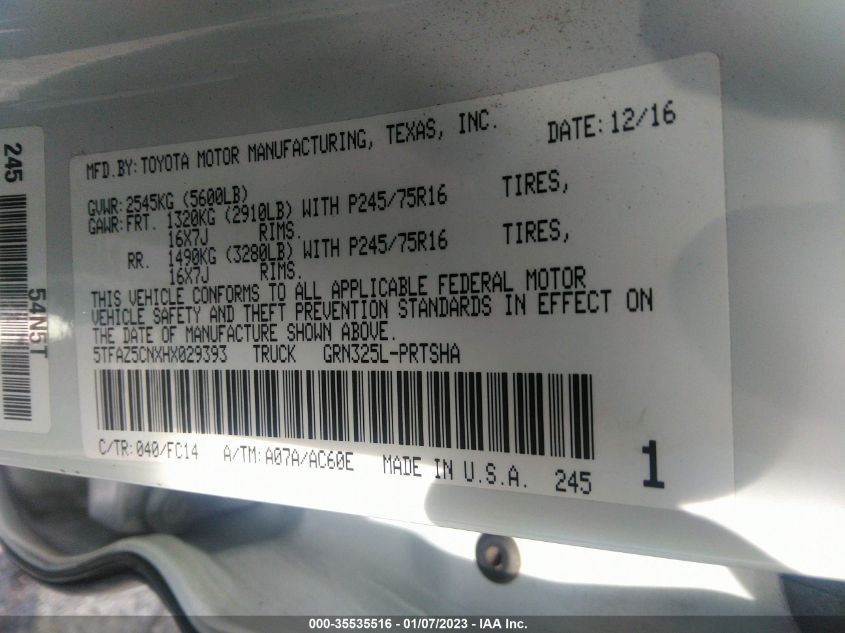 MFD.BY:TOYOTA MOTOR MANUFACTURING, TEXAS, INC. DATE:12/16
GVWR:2545KG (5600LB)
GAWR:FRT. 1320KG (2910LB) WITH P245/75R16 TIRES,
16X7J RIMS.
RR. 1490KG (3280LB) WITH P245/75R16 TIRES,
16X7J RIMS.
THIS VEHICLE CONFORMS TO ALL APPLICABLE FEDERAL MOTOR
VEHICLE SAFETY AND THEFT PREVENTION STANDARDS IN EFFECT ON
THE DATE OF MANUFACTURE SHOWN ABOVE.
5TFAZ5CNXHX029393 TRUCK GRN325L-PRTSHA
C/TR:040/FC14 A/TM:A07A/AC60E MADE IN U.S.A. 245 1
245
54N5T
000-35535516 - 01/07/2023 - IAA Inc.